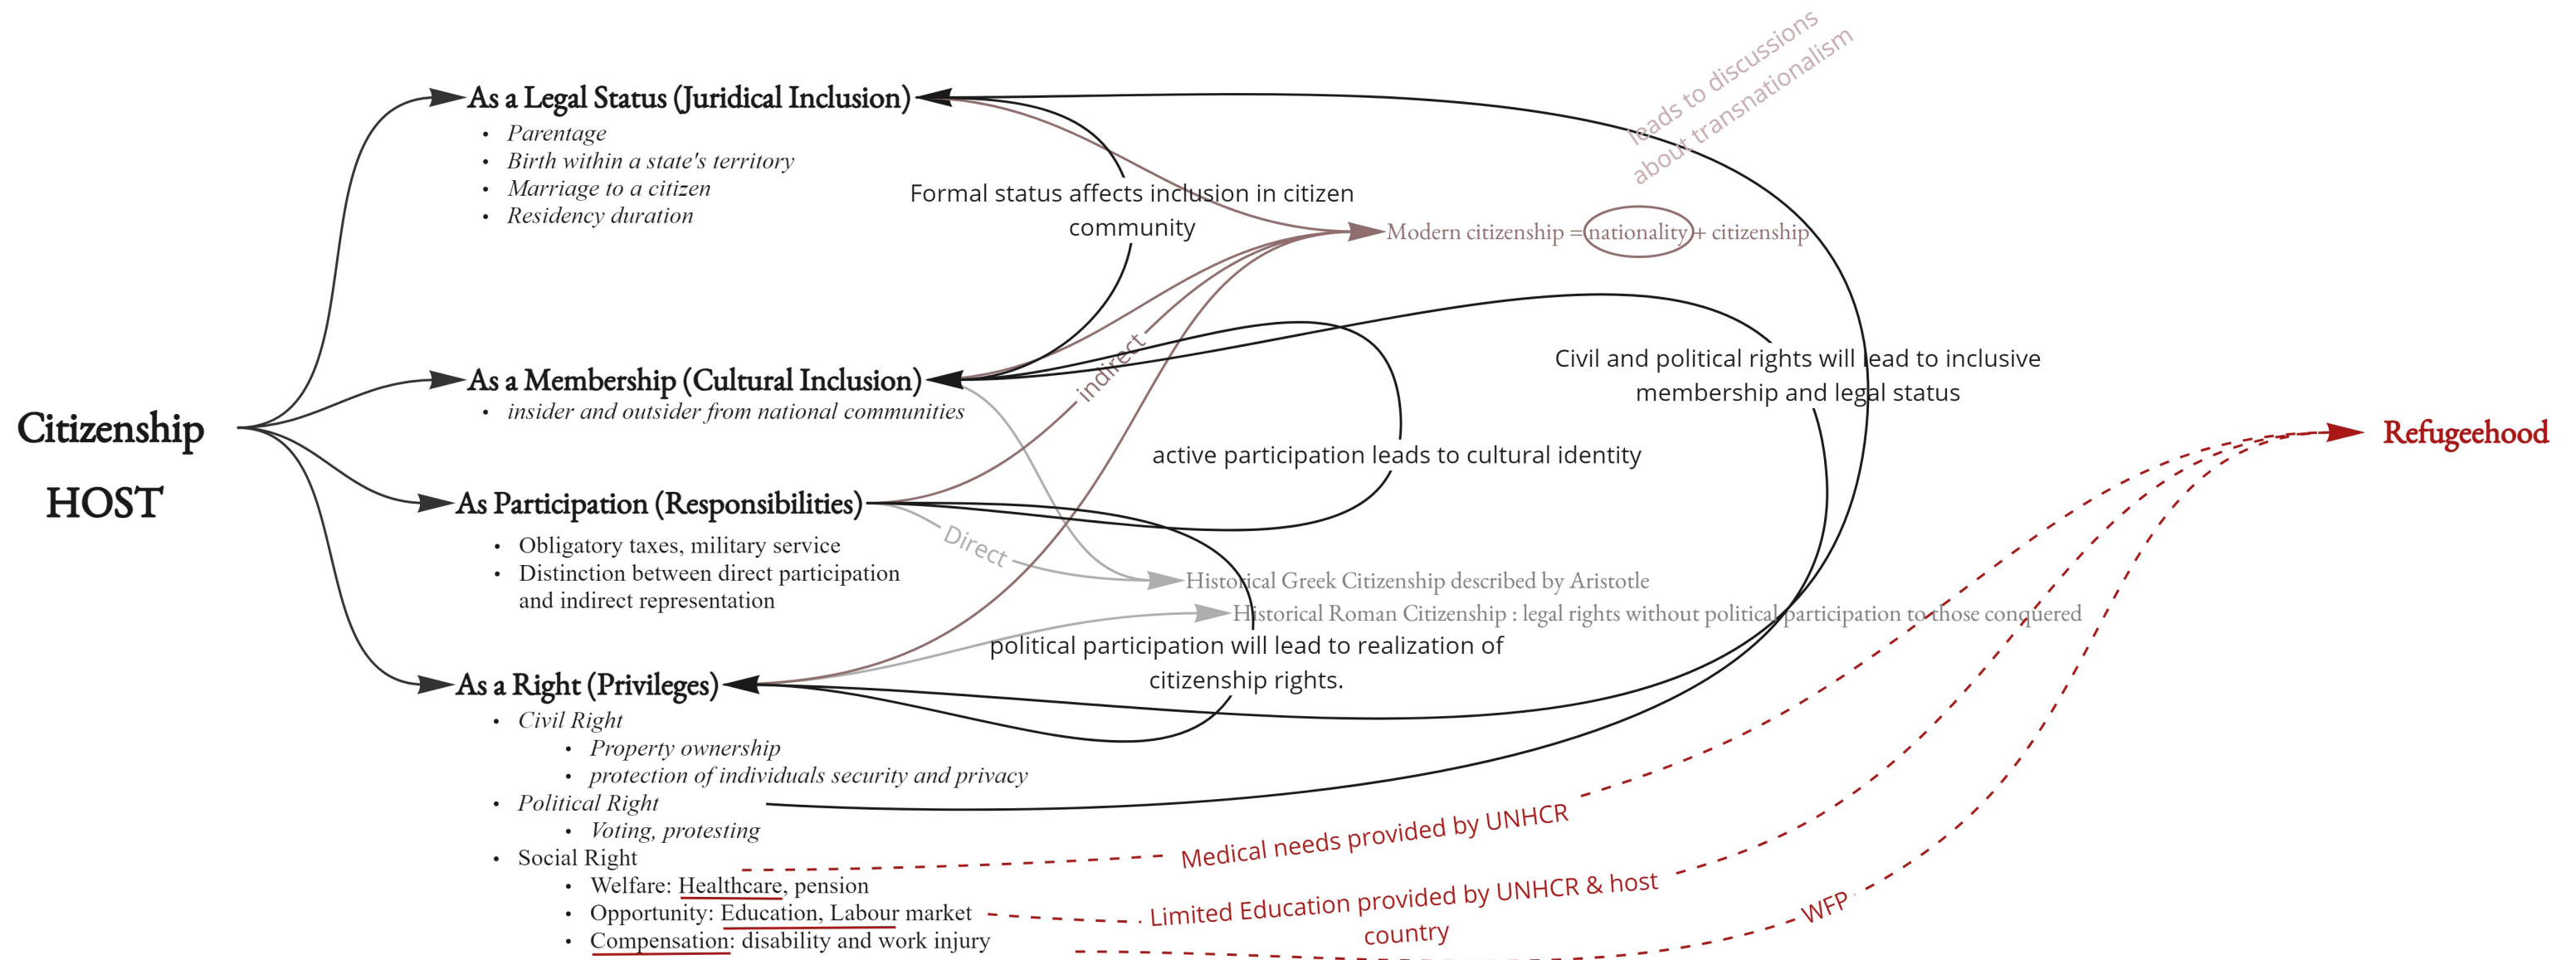 leads to discussions
about transnationalism
As a Legal Status (Juridical Inclusion)
• Parentage
• Birth within a state's territory
• Marriage to a citizen
• Residency duration
Formal status affects inclusion in citizen
community
Modern citizenship = nationality + citizenship
indirect
Civil and political rights will lead to inclusive
membership and legal status
As a Membership (Cultural Inclusion)
• insider and outsider from national communities
Citizenship
HOST
Refugeehood
active participation leads to cultural identity
As Participation (Responsibilities)
• Obligatory taxes, military service
• Distinction between direct participation
and indirect representation
Direct
Historical Greek Citizenship described by Aristotle
Historical Roman Citizenship : legal rights without political participation to those conquered
political participation will lead to realization of
citizenship rights.
As a Right (Privileges)
• Civil Right
• Property ownership
• protection of individuals security and privacy
• Political Right
• Voting, protesting
• Social Right
• Welfare: Healthcare, pension
• Opportunity: Education, Labour market
• Compensation: disability and work injury
Medical needs provided by UNHCR
Limited Education provided by UNHCR & host
country
WFP